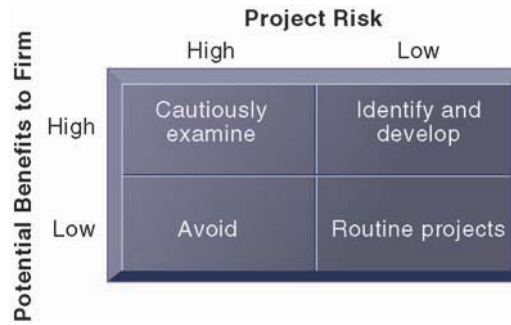 Project Risk
High Low
Potential Benefits to Firm
High
Cautiously
examine
Identify and
develop
Low
Avoid
Routine projects